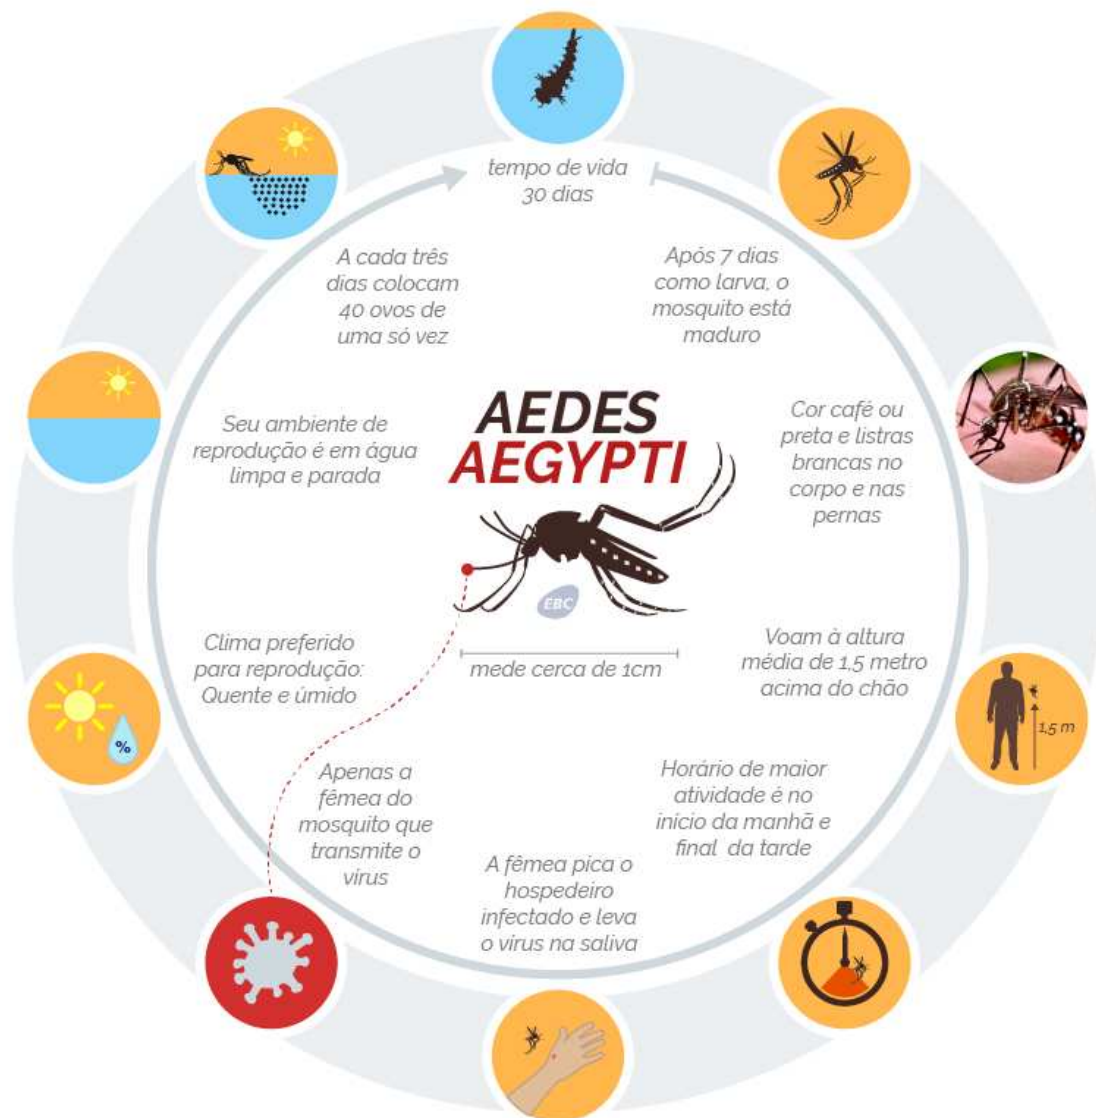 tempo de vida
30 dias
Após 7 dias
como larva, o
mosquito está
maduro
Cor café ou
preta e listras
brancas no
corpo e nas
pernas
Voam à altura
média de 1,5 metro
acima do chão
1,5 m
Horário de maior
atividade é no
início da manhã e
final da tarde
A fêmea pica o
hospedeiro
infectado e leva
o vírus na saliva
Apenas a
fêmea do
mosquito que
transmite o
vírus
Clima preferido
para reprodução:
Quente e úmido
%
Seu ambiente de
reprodução é em água
limpa e parada
A cada três
dias colocam
40 ovos de
uma só vez
AEDES
AEGYPTI
EBC
mede cerca de 1cm